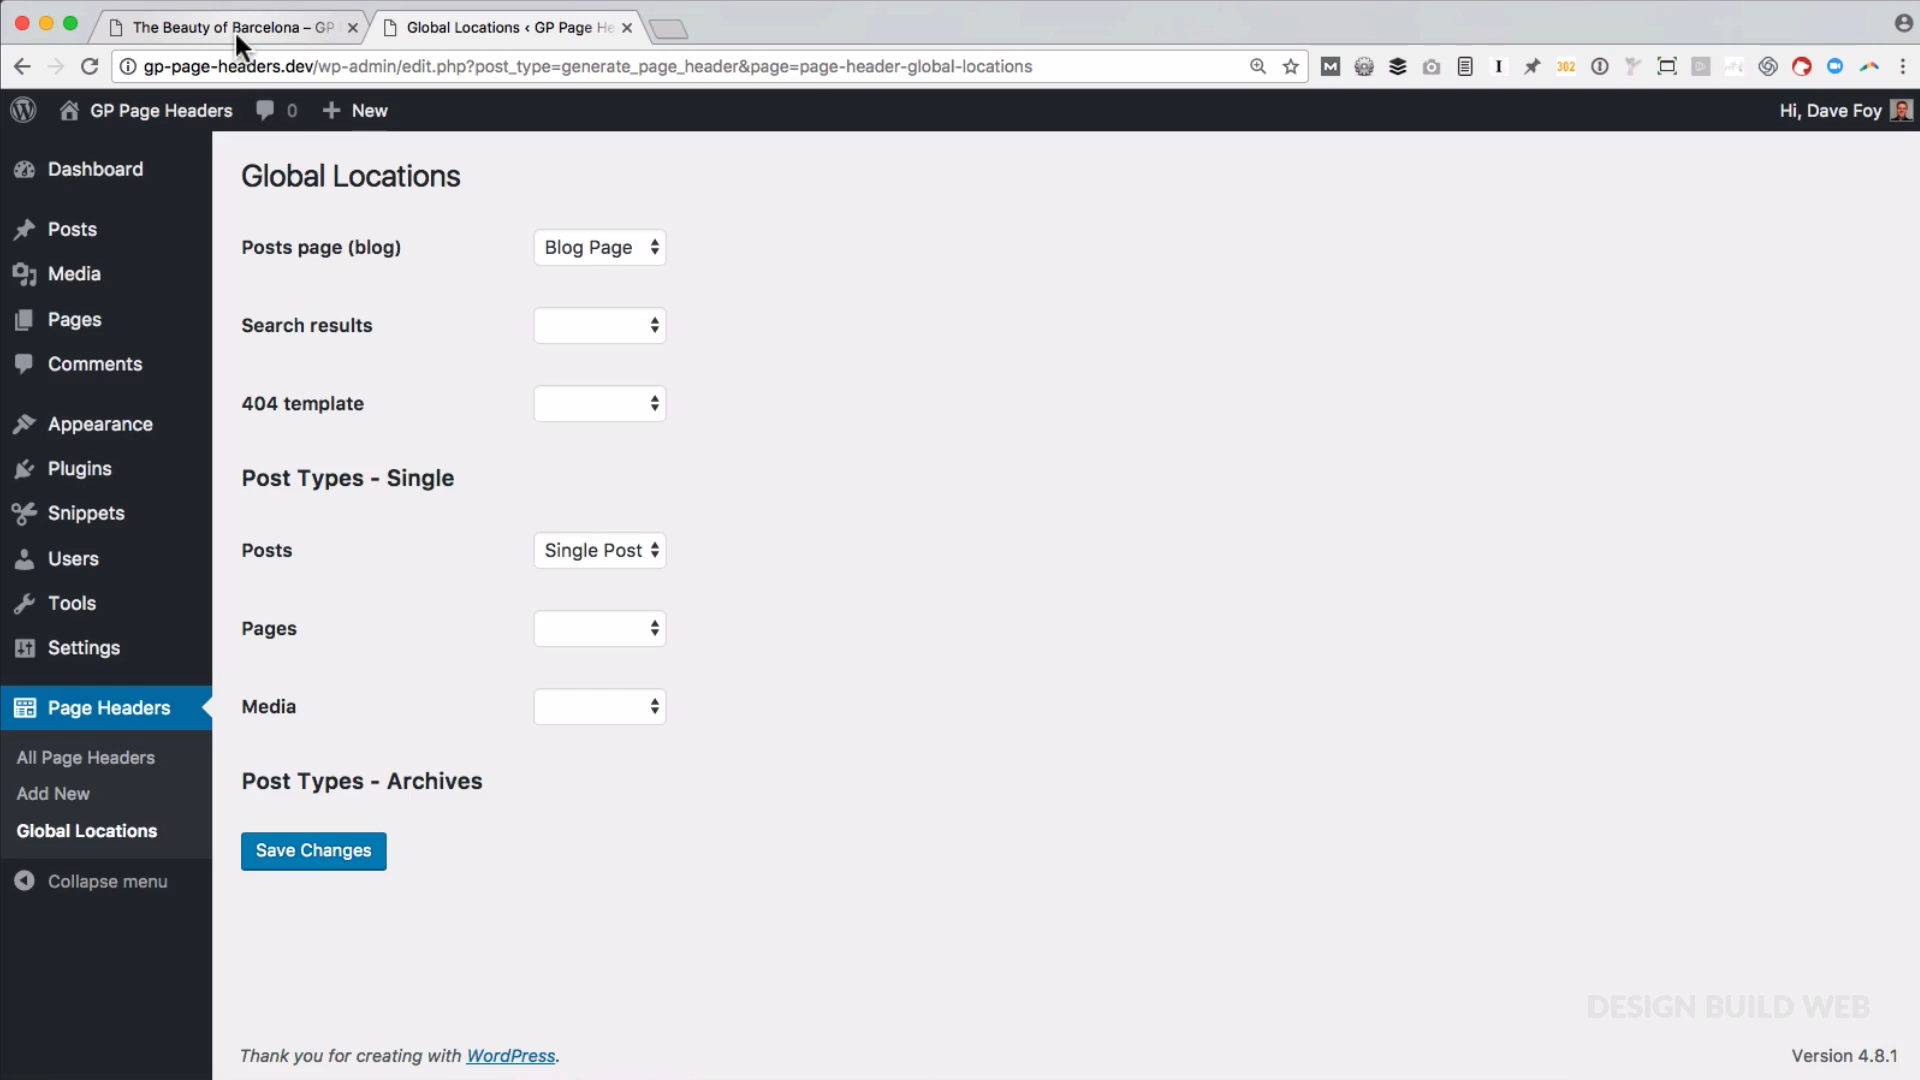 The Beauty of Barcelona – GP
Global Locations ‹ GP Page He
gp-page-headers.dev/wp-admin/edit.php?post_type=generate_page_header&page=page-header-global-locations
302
GP Page Headers
0
New
Hi, Dave Foy
Dashboard
Posts
Media
Pages
Comments
Appearance
Plugins
Snippets
Users
Tools
Settings
Page Headers
All Page Headers
Add New
Global Locations
Collapse menu
Global Locations
Posts page (blog)
Blog Page
Search results
404 template
Post Types - Single
Posts
Single Post
Pages
Media
Post Types - Archives
Save Changes
DESIGN BUILD WEB
Thank you for creating with WordPress.
Version 4.8.1